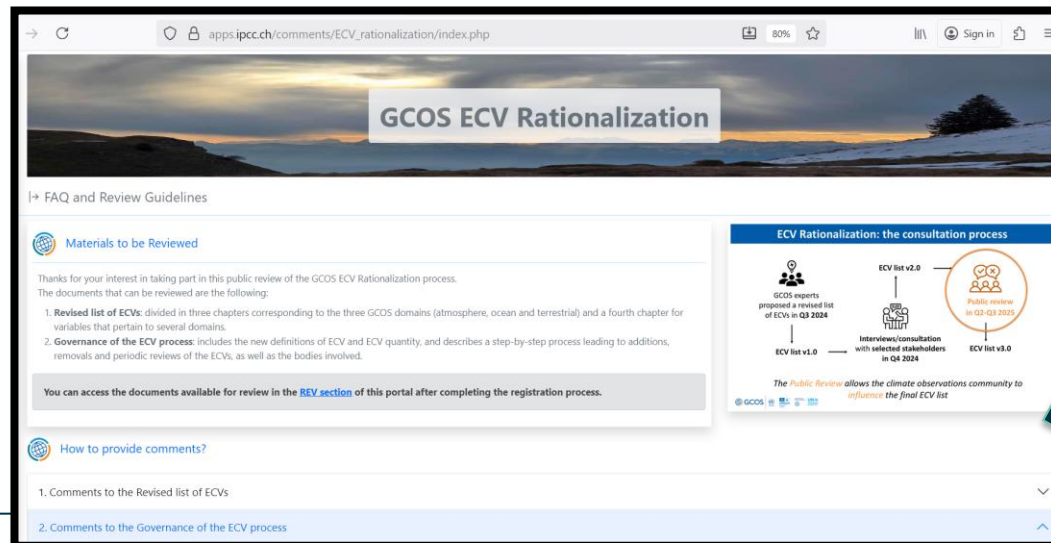 apps.ipcc.ch/comments/ECV_rationalization/index.php
80%
Sign in
GCOS ECV Rationalization
FAQ and Review Guidelines
Materials to be Reviewed
Thanks for your interest in taking part in this public review of the GCOS ECV Rationalization process.
The documents that can be reviewed are the following:
1. Revised list of ECVs: divided in three chapters corresponding to the three GCOS domains (atmosphere, ocean and terrestrial) and a fourth chapter for
variables that pertain to several domains.
2. Governance of the ECV process: includes the new definitions of ECV and ECV quantity, and describes a step-by-step process leading to additions,
removals and periodic reviews of the ECVs, as well as the bodies involved.
You can access the documents available for review in the REV section of this portal after completing the registration process.
ECV Rationalization: the consultation process
GCOS experts
proposed a revised list
of ECVs in Q3 2024
ECV list v1.0
Interviews/consultation
with selected stakeholders
in Q4 2024
ECV list v2.0
Public review
in Q2-Q3 2025
ECV list v3.0
The Public Review allows the climate observations community to
influence the final ECV list
GCOS
How to provide comments?
1. Comments to the Revised list of ECVs
2. Comments to the Governance of the ECV process